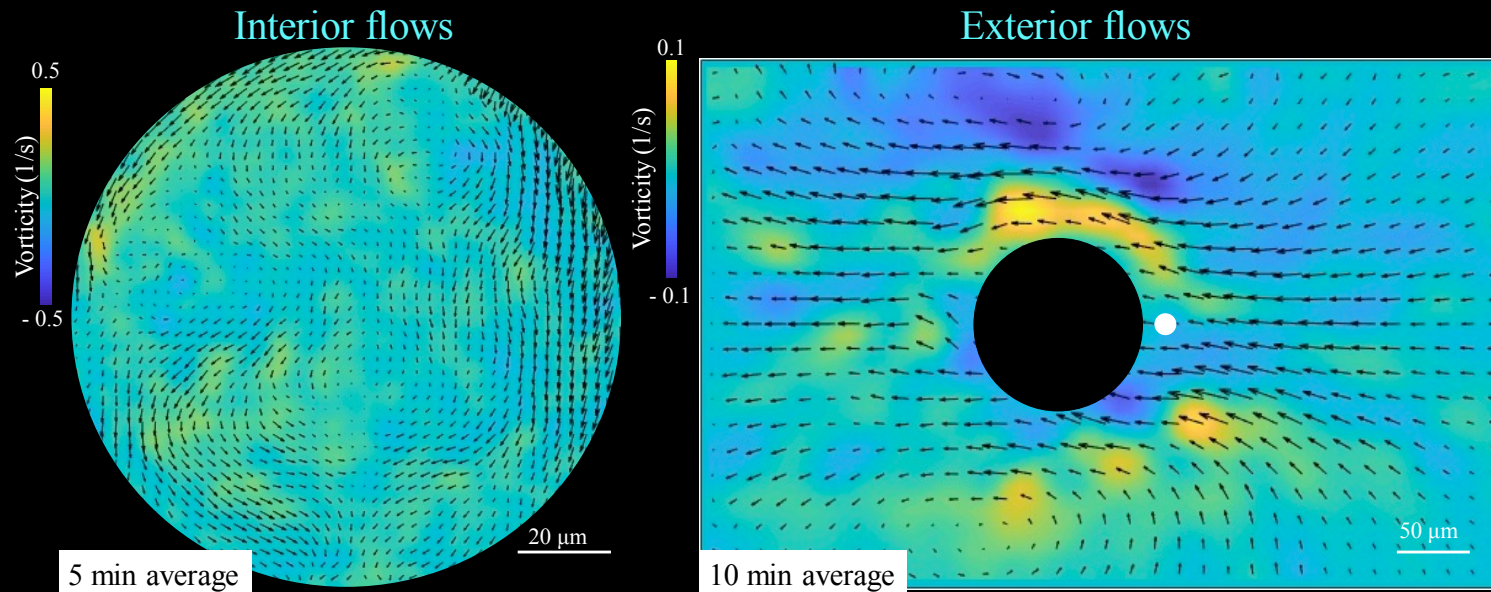 Interior flows
Exterior flows
0.5
Vorticity (1/s)
- 0.5
20 μm
5 min average
0.1
Vorticity (1/s)
- 0.1
50 μm
10 min average